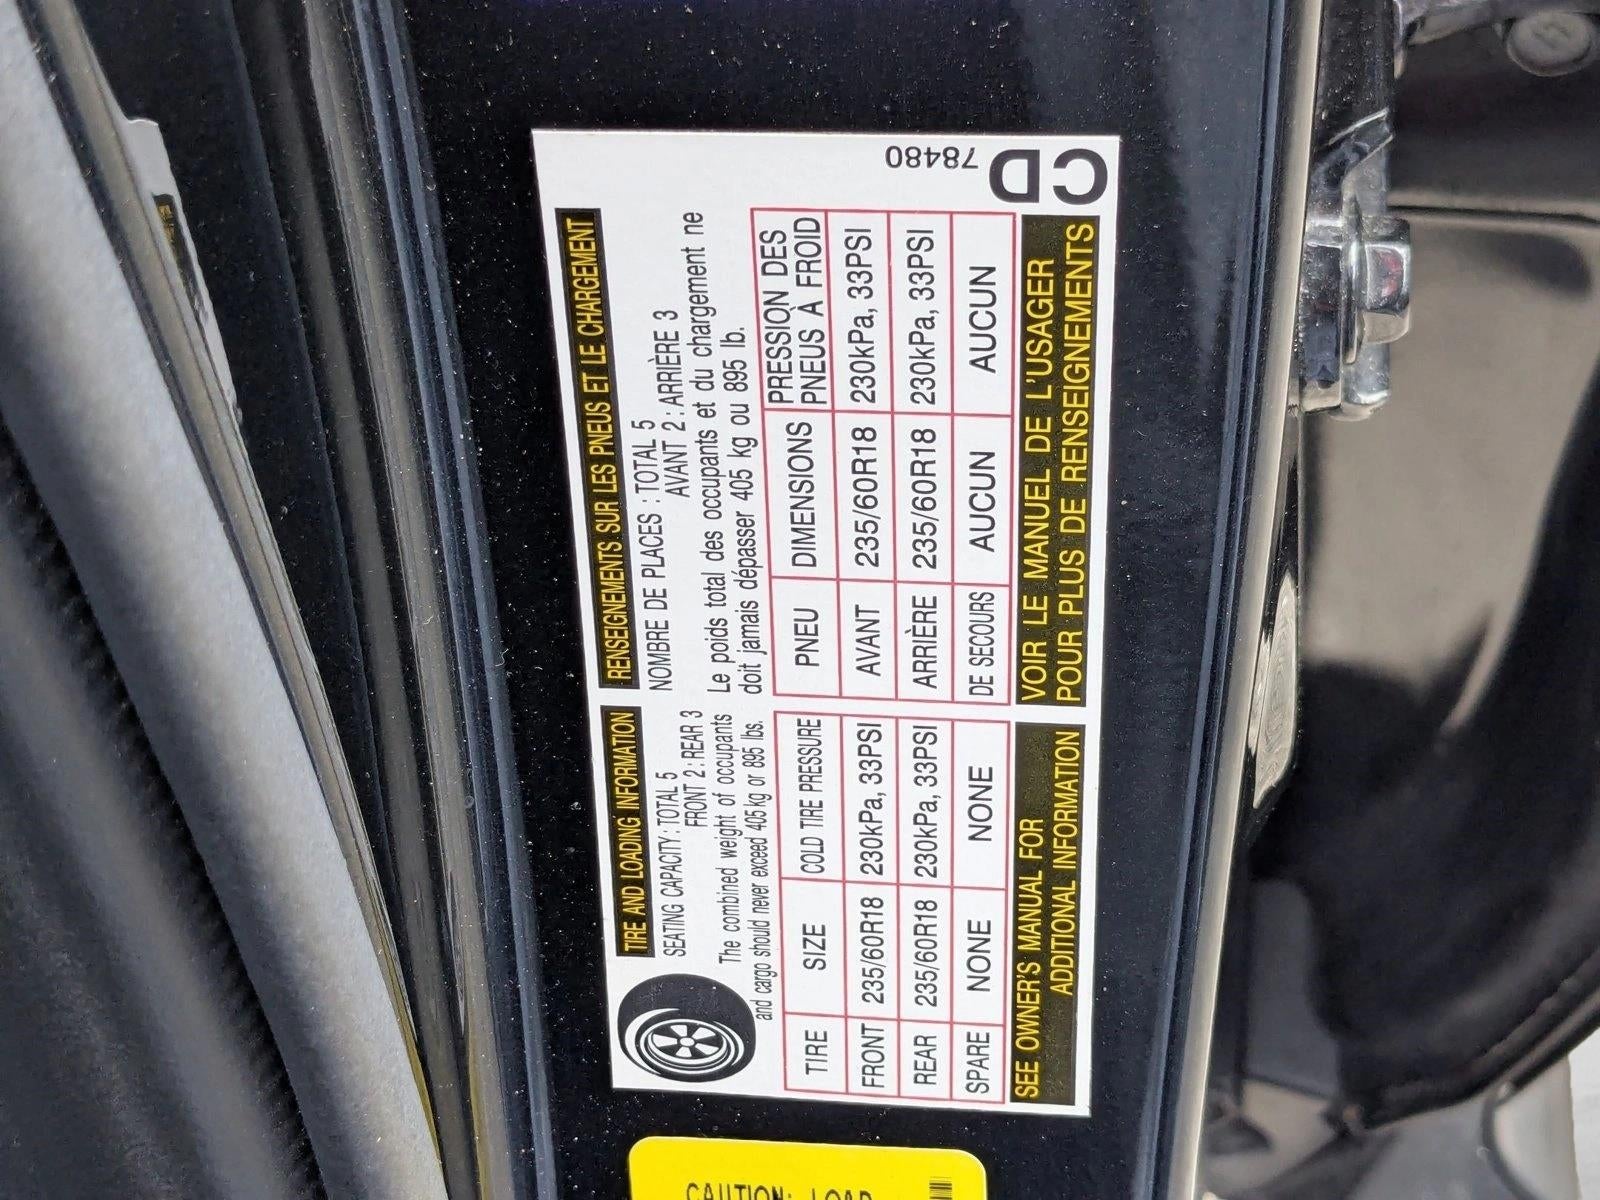 TIRE AND LOADING INFORMATION
SEATING CAPACITY : TOTAL 5
FRONT 2 : REAR 3
The combined weight of occupants
and cargo should never exceed 405 kg or 895 lbs.
TIRE SIZE COLD TIRE PRESSURE
FRONT 235/60R18 230kPa, 33PSI
REAR 235/60R18 230kPa, 33PSI
SPARE NONE NONE
SEE OWNER'S MANUAL FOR
ADDITIONAL INFORMATION
RENSEIGNEMENTS SUR LES PNEUS ET LE CHARGEMENT
NOMBRE DE PLACES : TOTAL 5
AVANT 2 : ARRIÈRE 3
Le poids total des occupants et du chargement ne
doit jamais dépasser 405 kg ou 895 lb.
PNEU DIMENSIONS PRESSION DES
PNEUS À FROID
AVANT 235/60R18 230kPa, 33PSI
ARRIÈRE 235/60R18 230kPa, 33PSI
DE SECOURS AUCUN AUCUN
VOIR LE MANUEL DE L'USAGER
POUR PLUS DE RENSEIGNEMENTS
78480
CD
CAUTION: LOAD